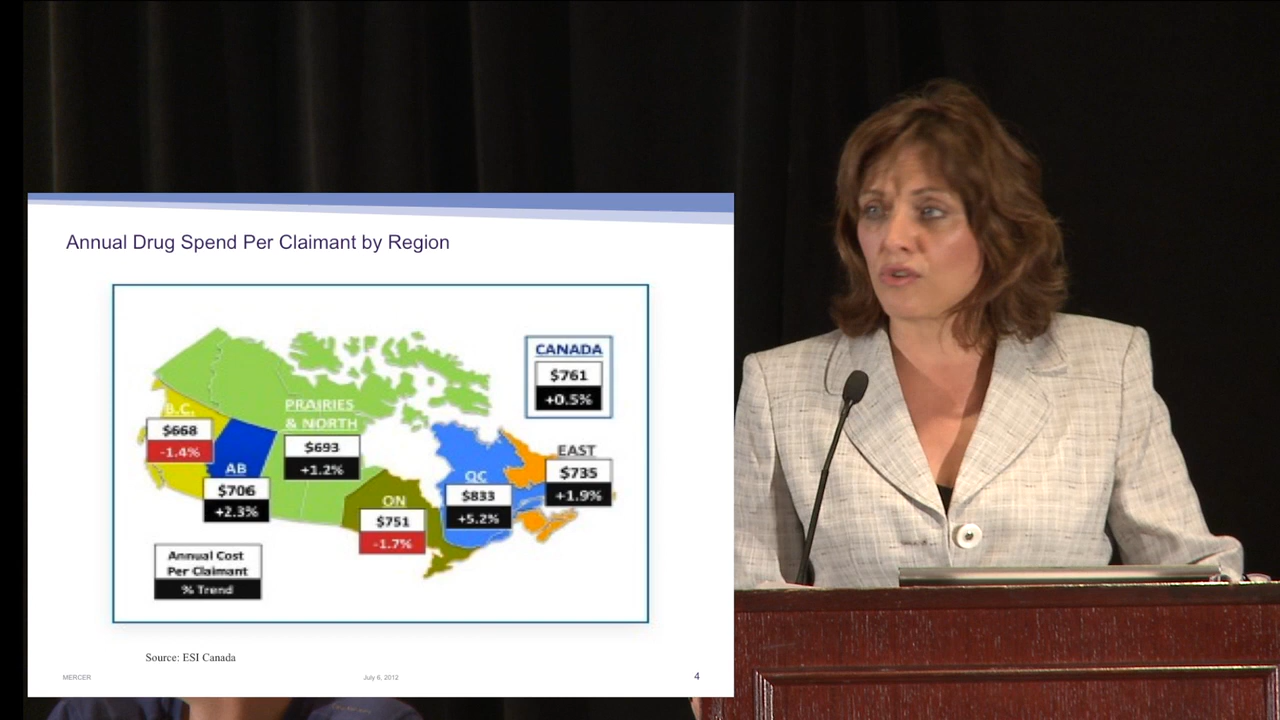 Annual Drug Spend Per Claimant by Region
CANADA
$761
+0.5%
B.C.
$668
-1.4%
PRAIRIES
& NORTH
$693
+1.2%
AB
$706
+2.3%
ON
$751
-1.7%
QC
$833
+5.2%
EAST
$735
+1.9%
Annual Cost
Per Claimant
% Trend
Source: ESI Canada
MERCER
July 6, 2012
4